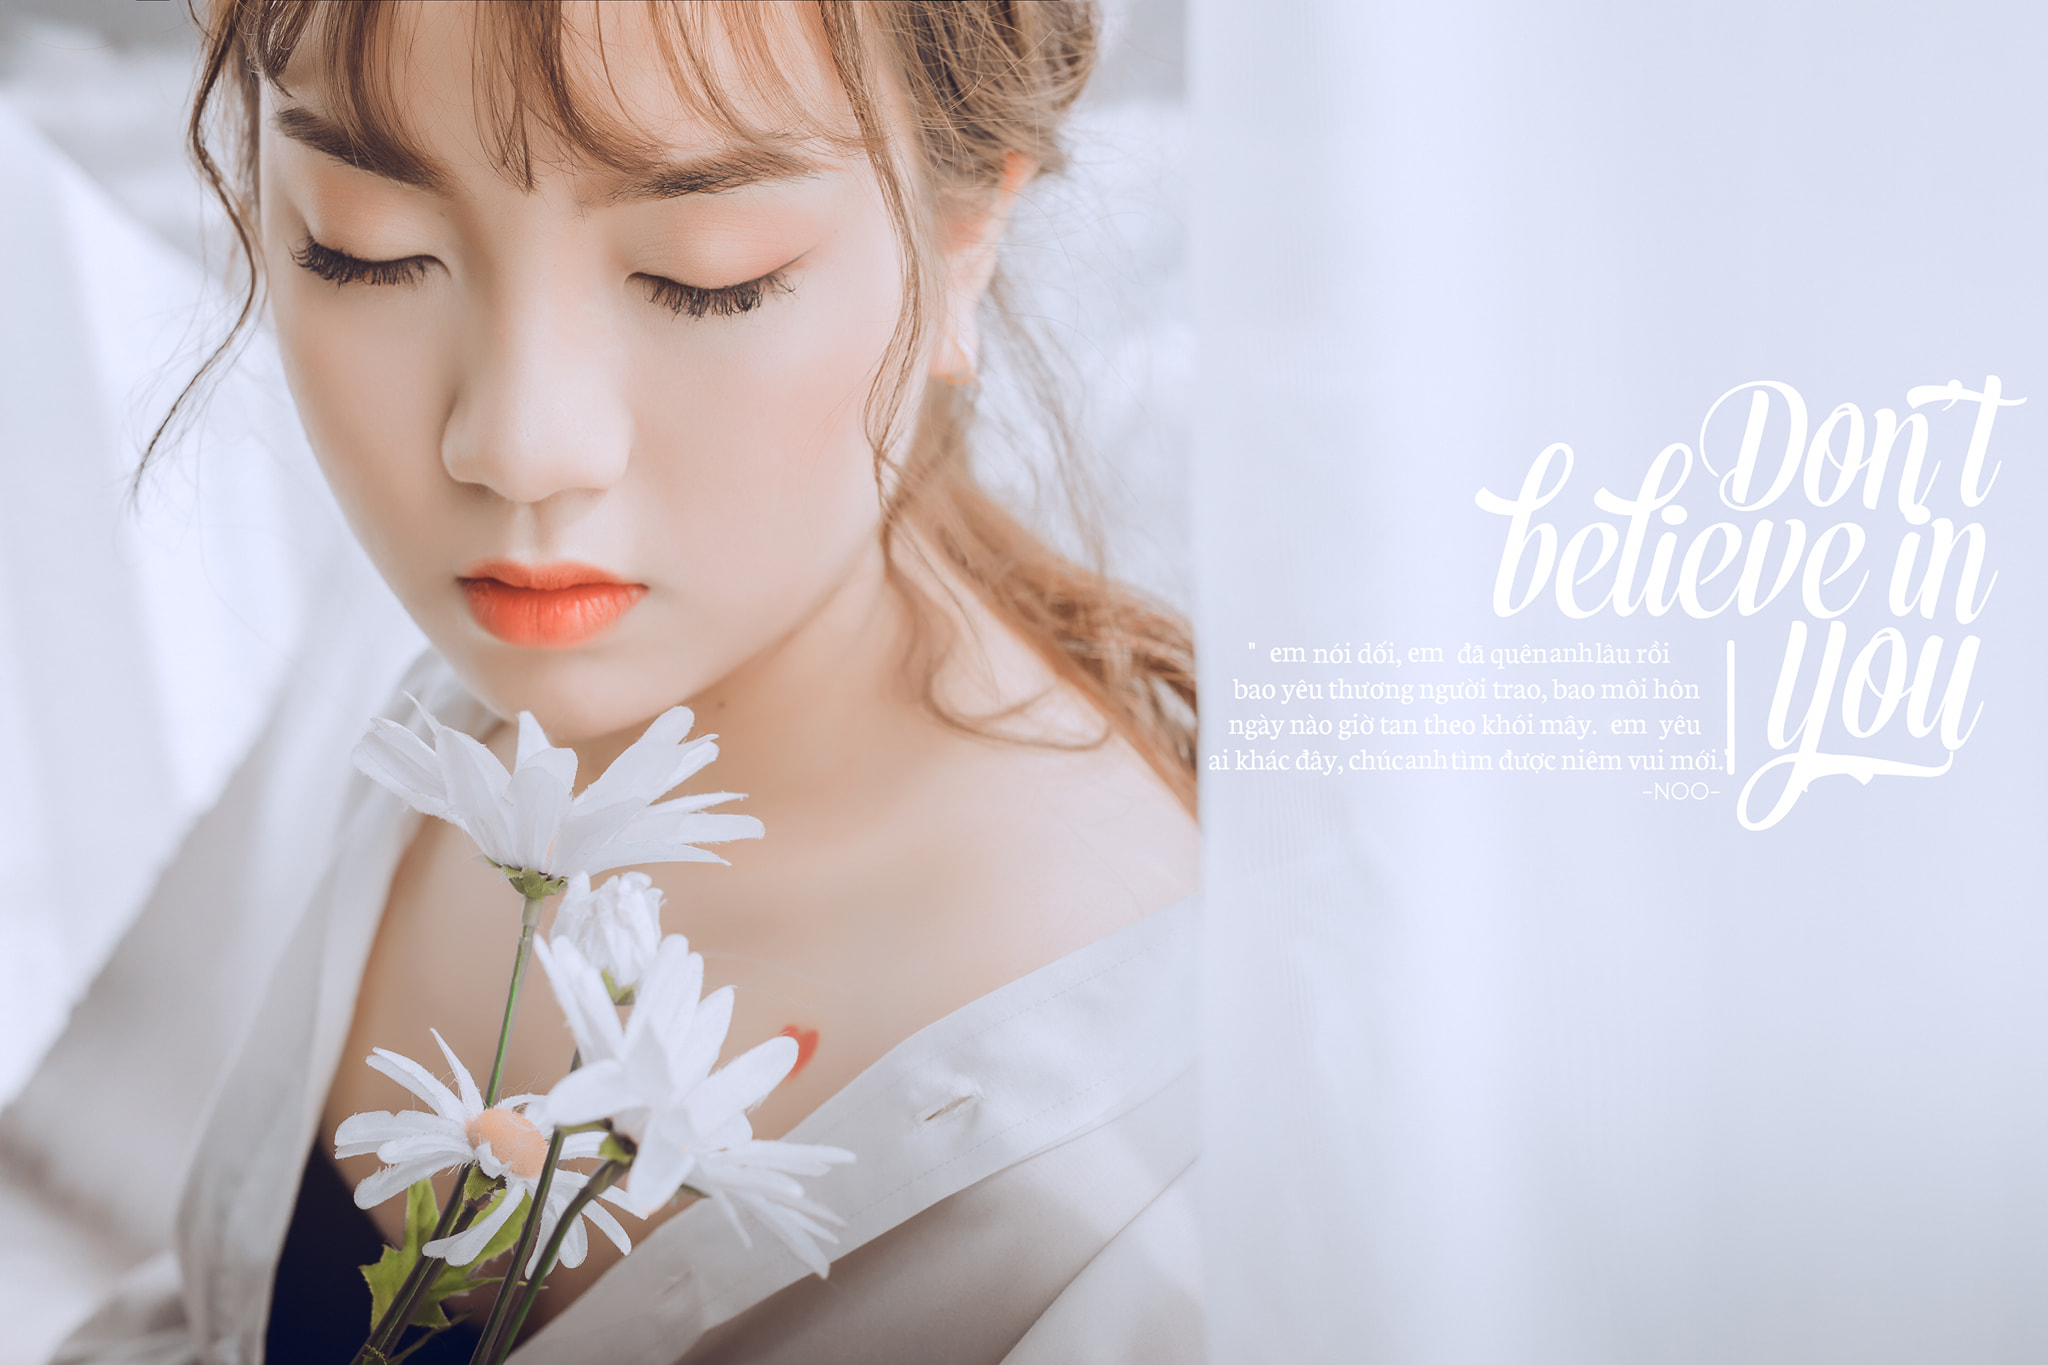 Don't
believe in
you
" em nói dối, em đã quên anh lâu rồi
bao yêu thương người trao, bao môi hôn
ngày nào giờ tan theo khói mây. em yêu
ai khác đây, chúc anh tìm được niêm vui mới."
-NOO-